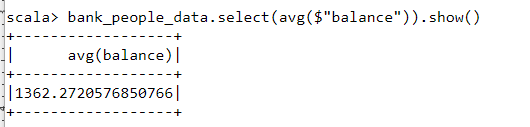 scala> bank_people_data.select(avg($"balance")).show()
+------------------+
|      avg(balance)|
+------------------+
|1362.2720576850766|
+------------------+